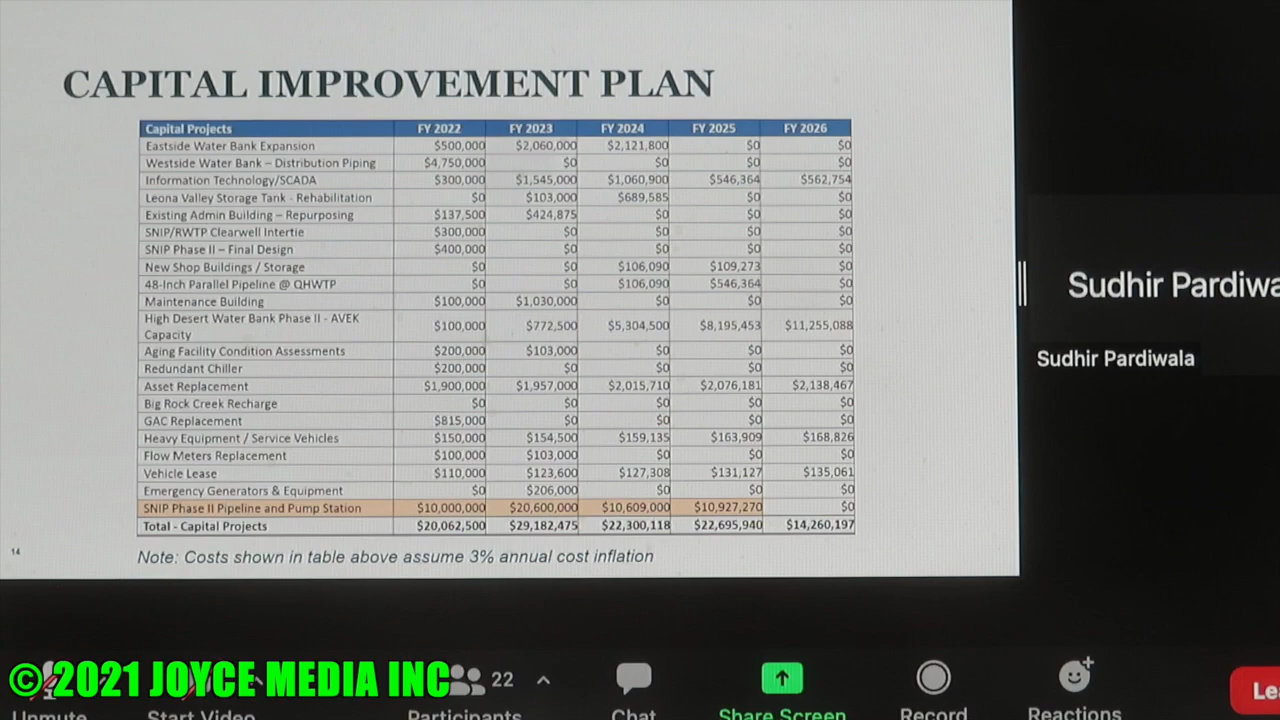 CAPITAL IMPROVEMENT PLAN
Capital Projects FY 2022 FY 2023 FY 2024 FY 2025 FY 2026
Eastside Water Bank Expansion $500,000 $2,060,000 $2,121,800 $0 $0
Westside Water Bank – Distribution Piping $4,750,000 $0 $0 $0 $0
Information Technology/SCADA $300,000 $1,545,000 $1,060,900 $546,364 $562,754
Leona Valley Storage Tank - Rehabilitation $0 $103,000 $689,585 $0 $0
Existing Admin Building – Repurposing $137,500 $424,875 $0 $0 $0
SNIP/RWTP Clearwell Intertie $300,000 $0 $0 $0 $0
SNIP Phase II – Final Design $400,000 $0 $0 $0 $0
New Shop Buildings / Storage $0 $0 $106,090 $109,273 $0
48-Inch Parallel Pipeline @ QHWTP $0 $0 $106,090 $546,364 $0
Maintenance Building $100,000 $1,030,000 $0 $0 $0
High Desert Water Bank Phase II - AVEK
Capacity $100,000 $772,500 $5,304,500 $8,195,453 $11,255,088
Aging Facility Condition Assessments $200,000 $103,000 $0 $0 $0
Redundant Chiller $200,000 $0 $0 $0 $0
Asset Replacement $1,900,000 $1,957,000 $2,015,710 $2,076,181 $2,138,467
Big Rock Creek Recharge $0 $0 $0 $0 $0
GAC Replacement $815,000 $0 $0 $0 $0
Heavy Equipment / Service Vehicles $150,000 $154,500 $159,135 $163,909 $168,826
Flow Meters Replacement $100,000 $103,000 $0 $0 $0
Vehicle Lease $110,000 $123,600 $127,308 $131,127 $135,061
Emergency Generators & Equipment $0 $206,000 $0 $0 $0
SNIP Phase II Pipeline and Pump Station $10,000,000 $20,600,000 $10,609,000 $10,927,270 $0
Total - Capital Projects $20,062,500 $29,182,475 $22,300,118 $22,695,940 $14,260,197
14
Note: Costs shown in table above assume 3% annual cost inflation
Sudhir Pardiwa
Sudhir Pardiwala
© 2021 JOYCE MEDIA INC
22
Unmute Start Video Participants Chat Share Screen Record Reactions Le